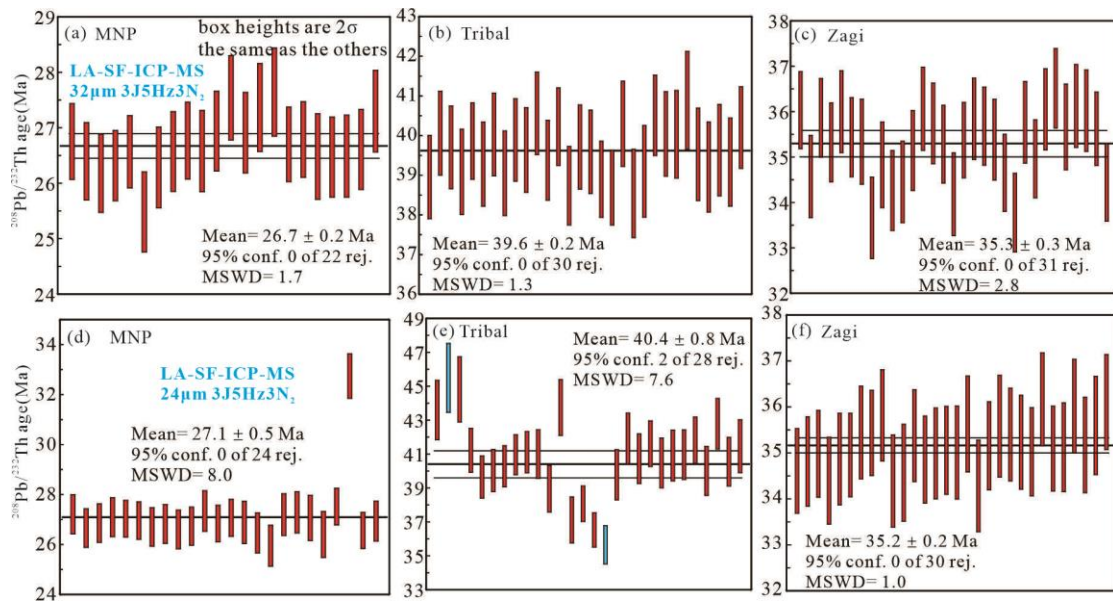 (a) MNP
box heights are 2σ
the same as the others
LA-SF-ICP-MS
32μm 3J5Hz3N₂
Mean= 26.7 ± 0.2 Ma
95% conf. 0 of 22 rej.
MSWD= 1.7
²⁰⁸Pb/²³²Th age(Ma)
29
28
27
26
25
24
(b) Tribal
Mean= 39.6 ± 0.2 Ma
95% conf. 0 of 30 rej.
MSWD= 1.3
43
42
41
40
39
38
37
36
(c) Zagi
Mean= 35.3 ± 0.3 Ma
95% conf. 0 of 31 rej.
MSWD= 2.8
38
37
36
35
34
33
32
(d) MNP
LA-SF-ICP-MS
24μm 3J5Hz3N₂
Mean= 27.1 ± 0.5 Ma
95% conf. 0 of 24 rej.
MSWD= 8.0
²⁰⁸Pb/²³²Th age(Ma)
34
32
30
28
26
24
(e) Tribal
Mean= 40.4 ± 0.8 Ma
95% conf. 2 of 28 rej.
MSWD= 7.6
49
47
45
43
41
39
37
35
33
(f) Zagi
Mean= 35.2 ± 0.2 Ma
95% conf. 0 of 30 rej.
MSWD= 1.0
38
37
36
35
34
33
32